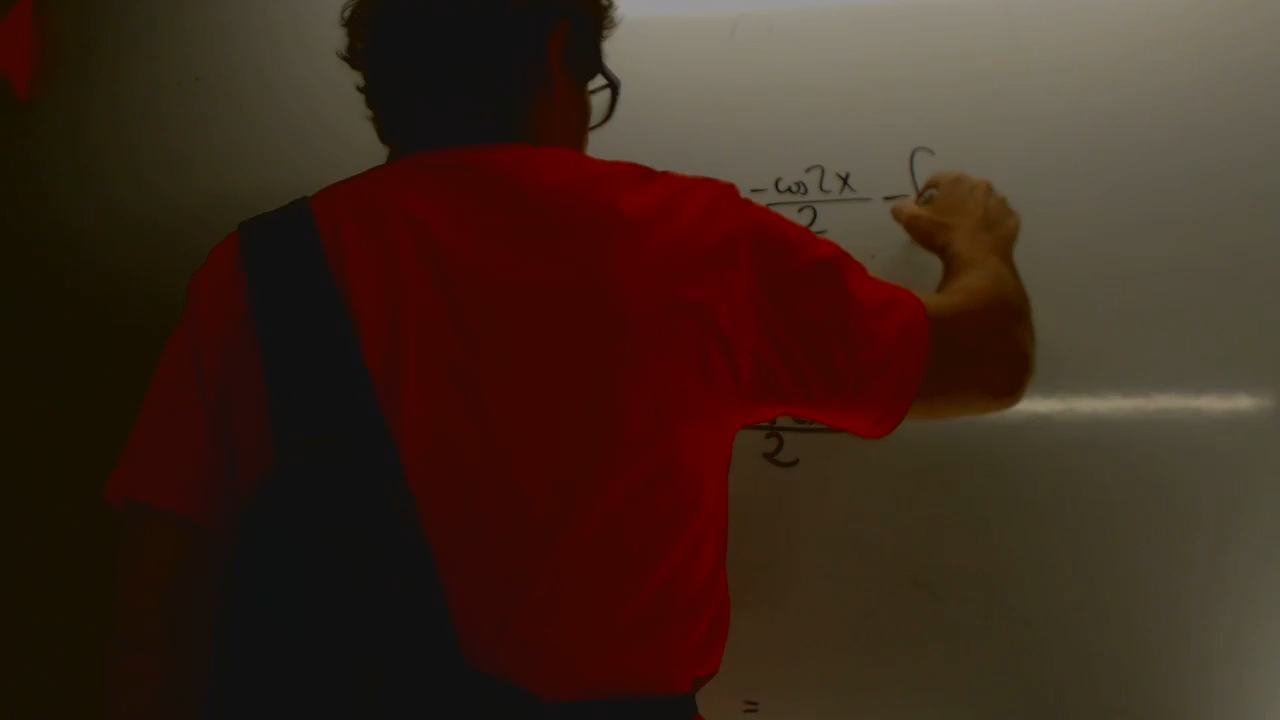 -cos2x/2 - ∫
2
=